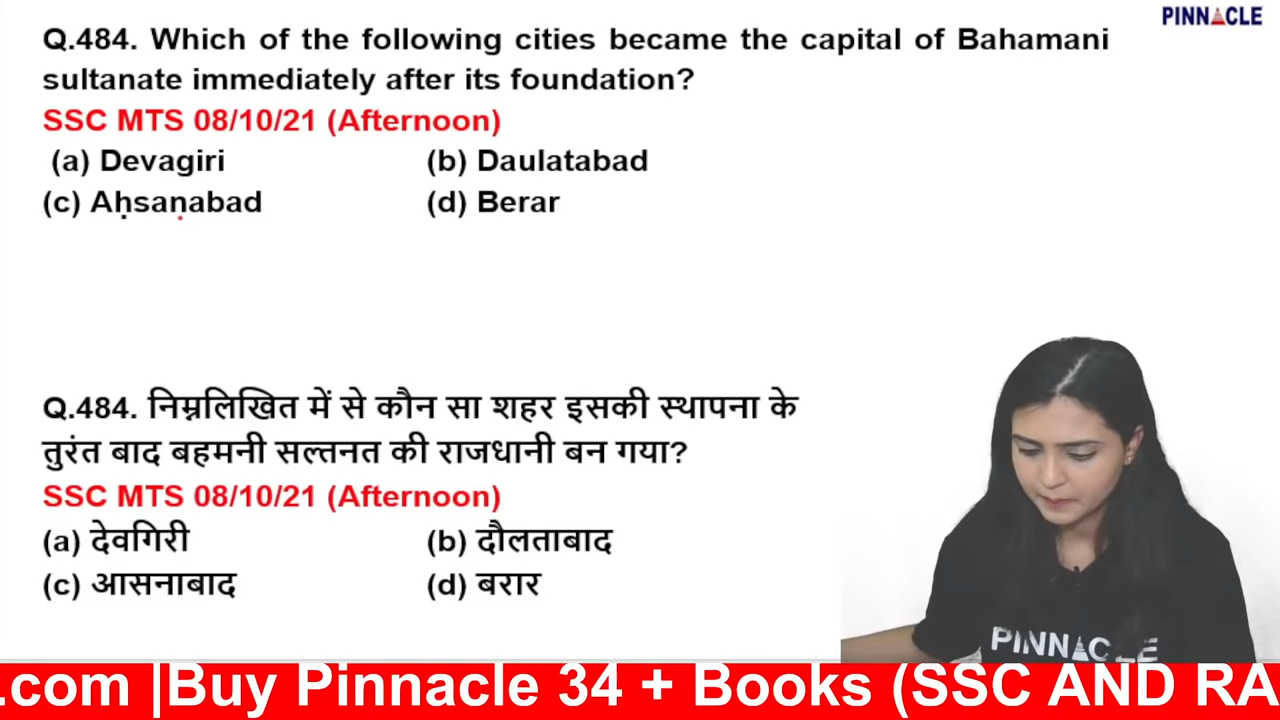 PINNACLE
Q.484. Which of the following cities became the capital of Bahamani
sultanate immediately after its foundation?
SSC MTS 08/10/21 (Afternoon)
(a) Devagiri (b) Daulatabad
(c) Aḥsaṇabad (d) Berar
Q.484. निम्नलिखित में से कौन सा शहर इसकी स्थापना के
तुरंत बाद बहमनी सल्तनत की राजधानी बन गया?
SSC MTS 08/10/21 (Afternoon)
(a) देवगिरी (b) दौलताबाद
(c) आसनाबाद (d) बरार
PINNACLE
.com |Buy Pinnacle 34 + Books (SSC AND RA